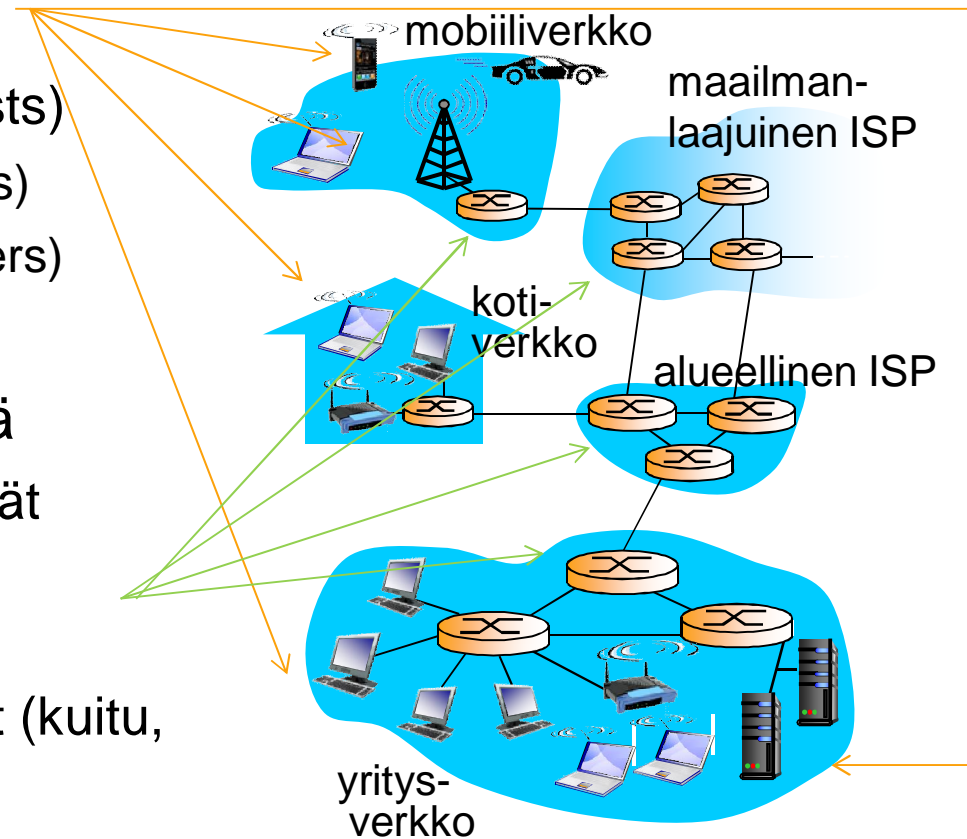 mobiiliverkko
maailman-
laajuinen ISP
sts)
s)
ers)
koti-
verkko
alueellinen ISP
ä
ät
t (kuitu,
yritys-
verkko